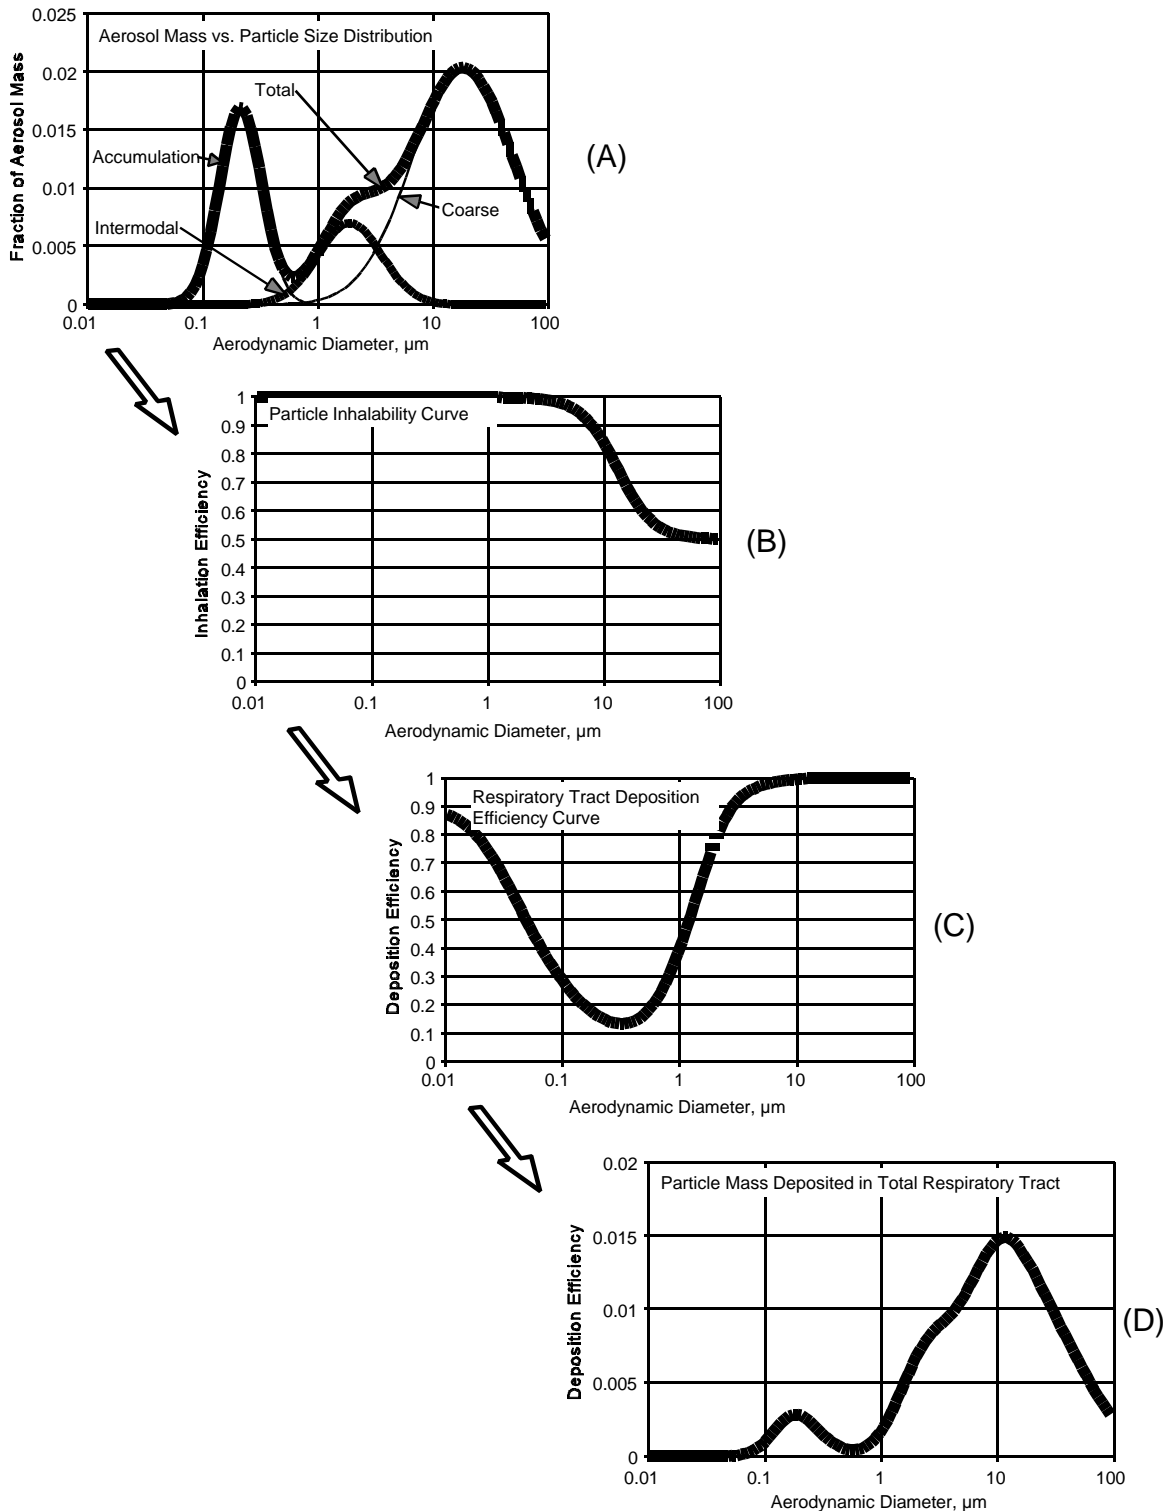 0.025
Aerosol Mass vs. Particle Size Distribution
0.02
Total
0.015
Accumulation
0.01
Coarse
Intermodal
0.005
0
Fraction of Aerosol Mass
0.01 0.1 1 10 100
Aerodynamic Diameter, µm
(A)
1
Particle Inhalability Curve
0.9
0.8
0.7
0.6
0.5
0.4
0.3
0.2
0.1
0
Inhalation Efficiency
0.01 0.1 1 10 100
Aerodynamic Diameter, µm
(B)
1
Respiratory Tract Deposition
Efficiency Curve
0.9
0.8
0.7
0.6
0.5
0.4
0.3
0.2
0.1
0
Deposition Efficiency
0.01 0.1 1 10 100
Aerodynamic Diameter, µm
(C)
0.02
Particle Mass Deposited in Total Respiratory Tract
0.015
0.01
0.005
0
Deposition Efficiency
0.01 0.1 1 10 100
Aerodynamic Diameter, µm
(D)